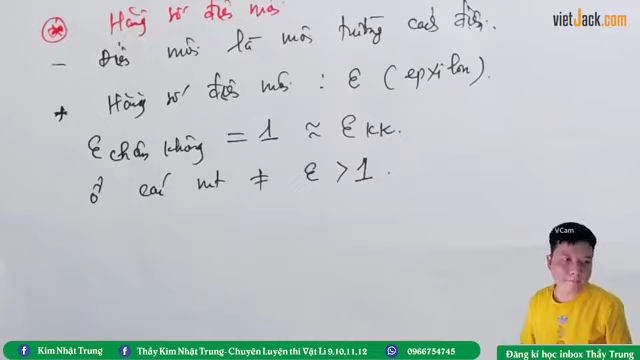 vietJack.com
Hằng số điện môi
- Điện môi là môi trường cách điện.
+ Hằng số điện môi : ε (epxilon).
ε chân không = 1 ≈ ε kk.
ở các mt ≠ ε > 1.
VCam
Kim Nhật Trung
Thầy Kim Nhật Trung- Chuyên Luyện thi Vật Lí 9,10,11,12
0966754745
Đăng kí học inbox Thầy Trung